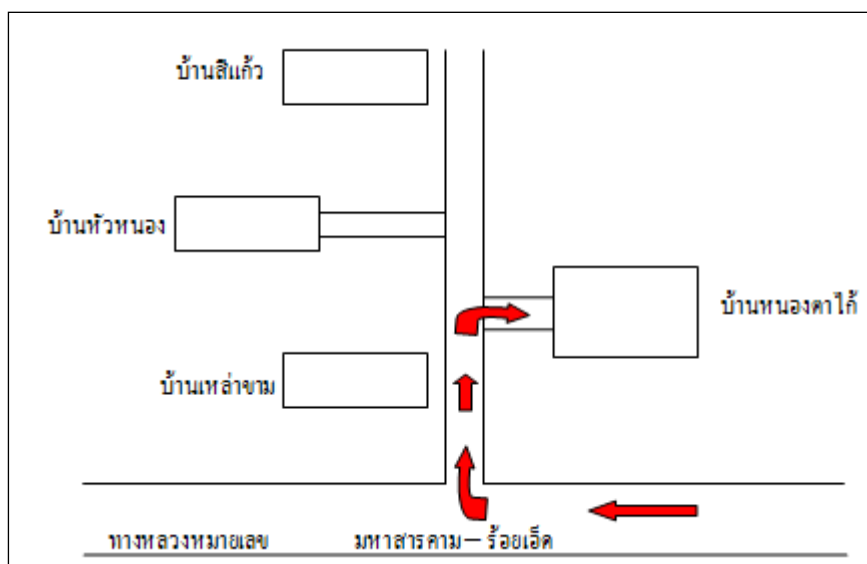 บ้านสีแก้ว
บ้านหัวหนอง
บ้านหนองตาไก้
บ้านเหล่าขาม
ทางหลวงหมายเลข มหาสารคาม – ร้อยเอ็ด